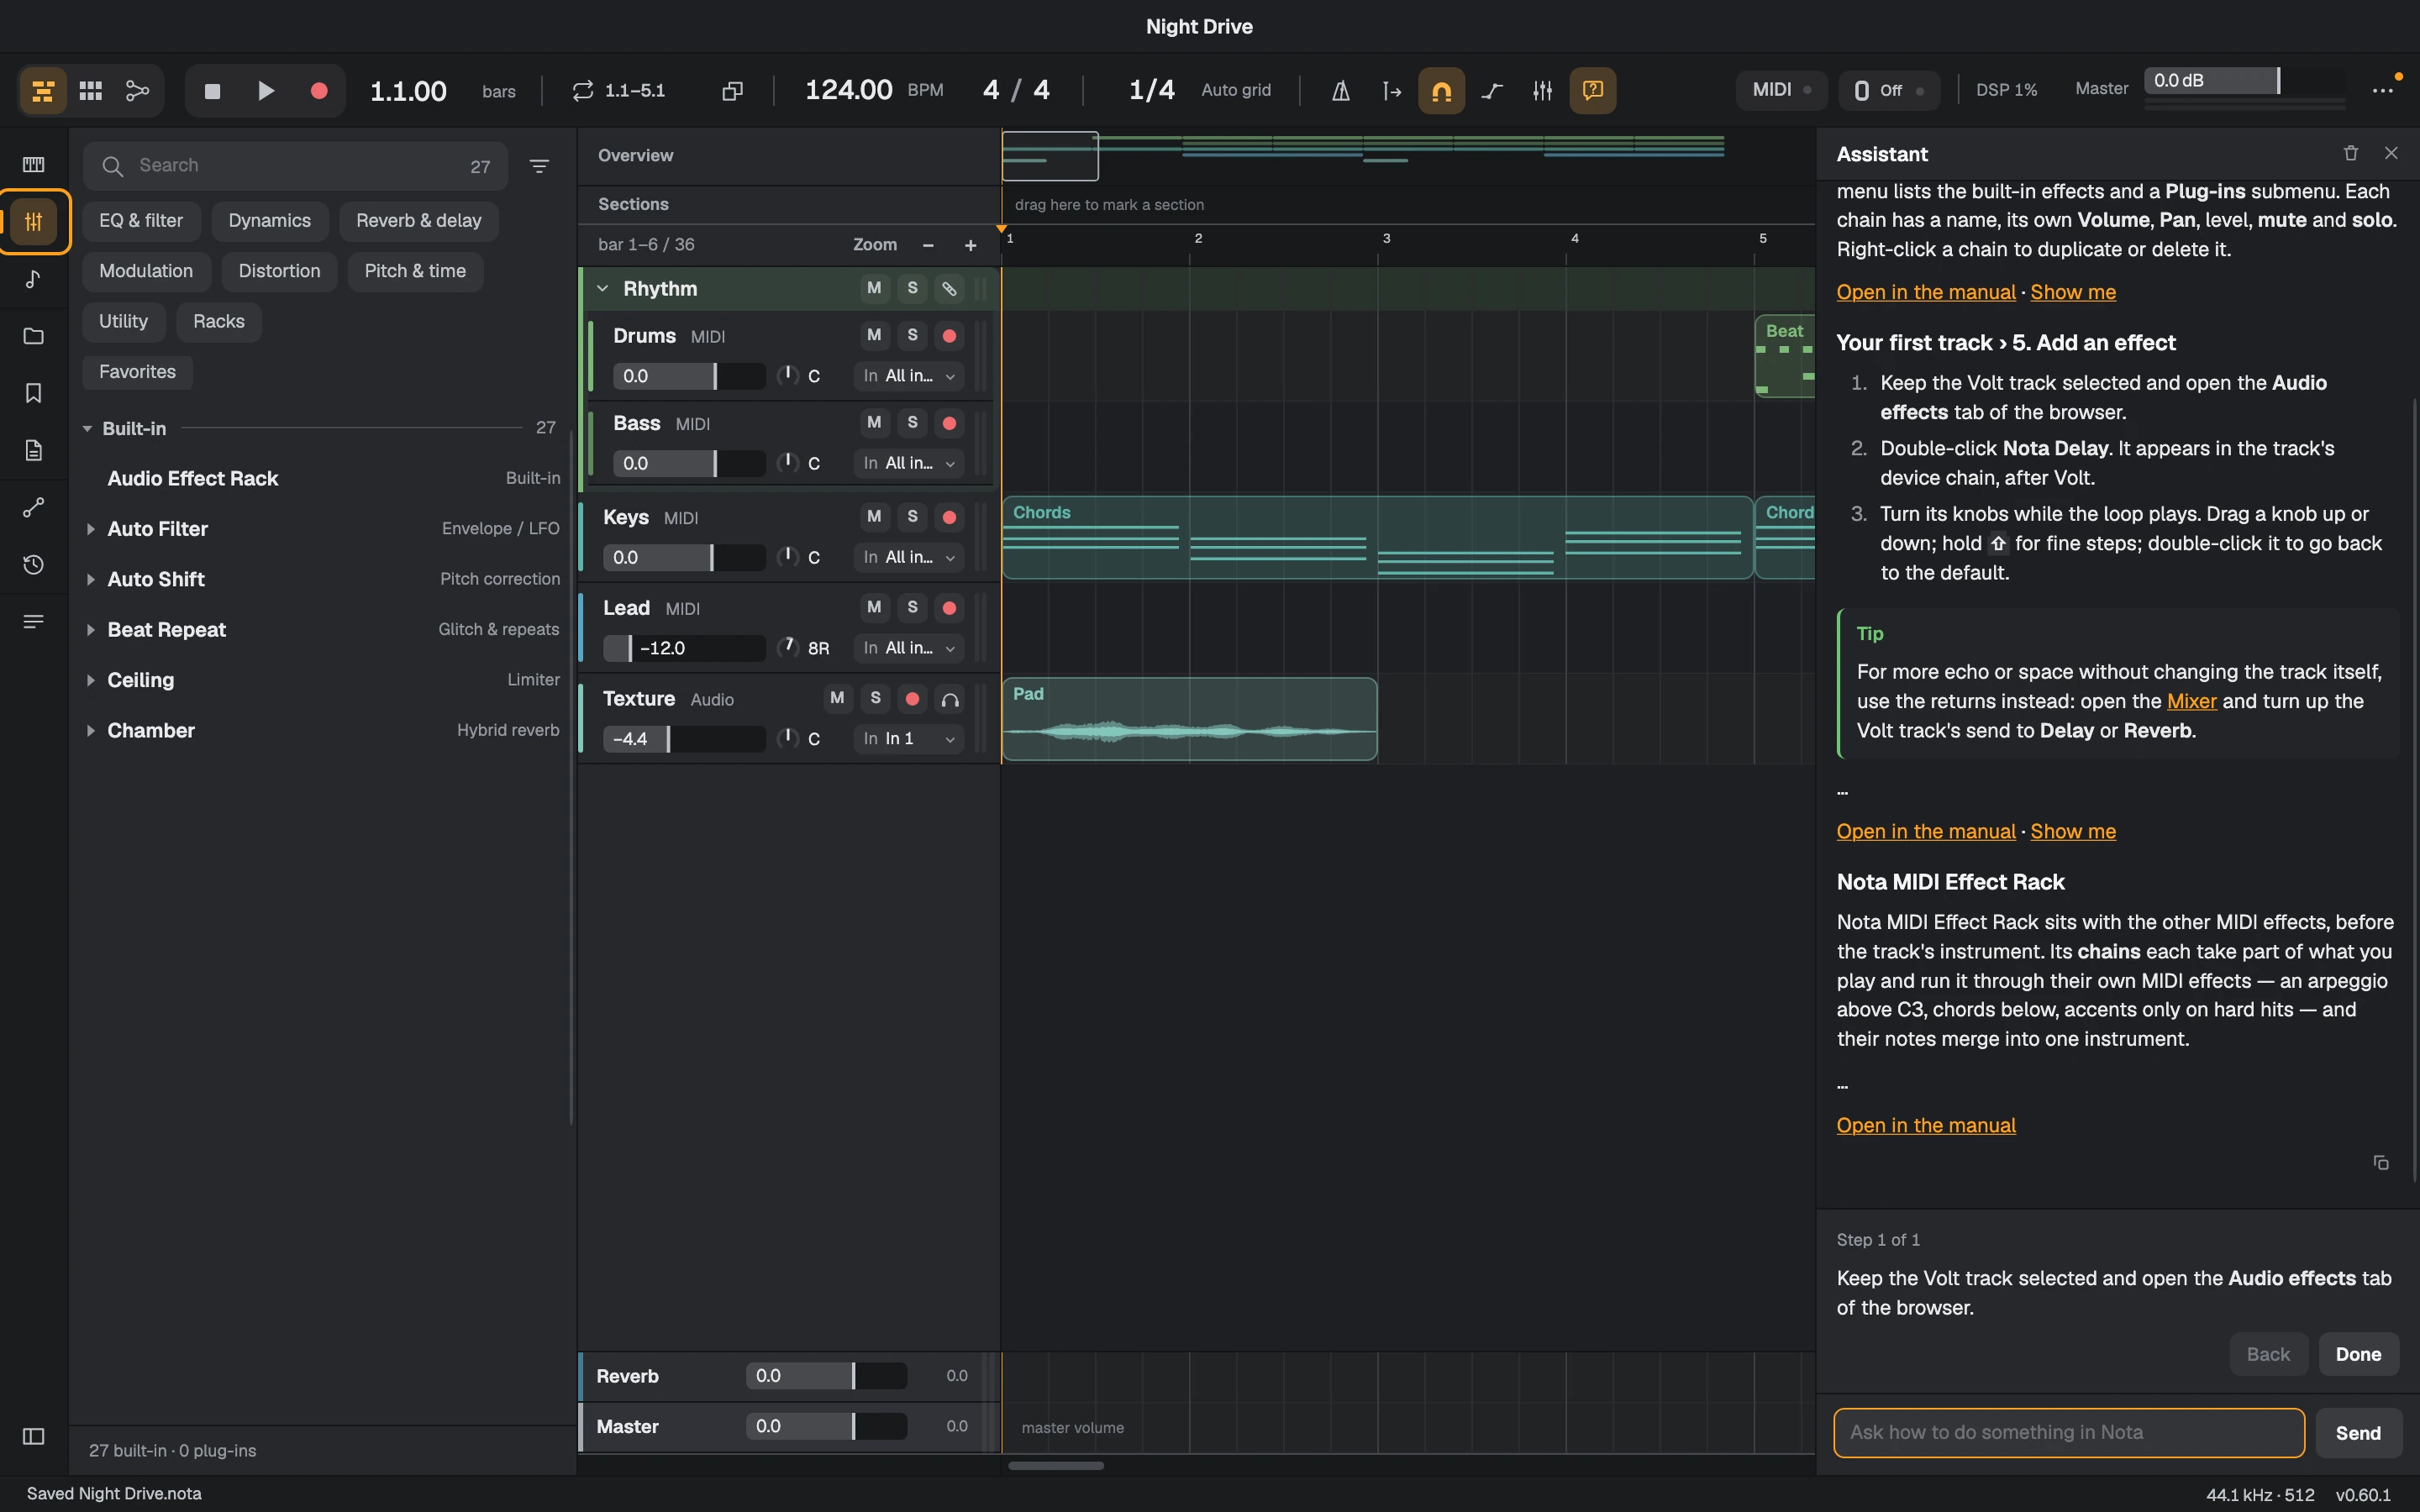 Night Drive
1.1.00 bars 1.1–5.1 124.00 BPM 4 / 4 1/4 Auto grid MIDI Off DSP 1% Master 0.0 dB
Search 27
EQ & filter Dynamics Reverb & delay
Modulation Distortion Pitch & time
Utility Racks
Favorites
Built-in 27
Audio Effect Rack Built-in
Auto Filter Envelope / LFO
Auto Shift Pitch correction
Beat Repeat Glitch & repeats
Ceiling Limiter
Chamber Hybrid reverb
27 built-in · 0 plug-ins
Overview
Sections drag here to mark a section
bar 1–6 / 36 Zoom – + 1 2 3 4 5
Rhythm M S
Drums MIDI M S
0.0 C In All in...
Beat
Bass MIDI M S
0.0 C In All in...
Keys MIDI M S
0.0 C In All in...
Chords Chord
Lead MIDI M S
–12.0 8R In All in...
Texture Audio M S
–4.4 C In In 1
Pad
Reverb 0.0 0.0
Master 0.0 0.0 master volume
Assistant
menu lists the built-in effects and a Plug-ins submenu. Each
chain has a name, its own Volume, Pan, level, mute and solo.
Right-click a chain to duplicate or delete it.
Open in the manual · Show me
Your first track › 5. Add an effect
1. Keep the Volt track selected and open the Audio
effects tab of the browser.
2. Double-click Nota Delay. It appears in the track's
device chain, after Volt.
3. Turn its knobs while the loop plays. Drag a knob up or
down; hold ⇧ for fine steps; double-click it to go back
to the default.
Tip
For more echo or space without changing the track itself,
use the returns instead: open the Mixer and turn up the
Volt track's send to Delay or Reverb.
…
Open in the manual · Show me
Nota MIDI Effect Rack
Nota MIDI Effect Rack sits with the other MIDI effects, before
the track's instrument. Its chains each take part of what you
play and run it through their own MIDI effects — an arpeggio
above C3, chords below, accents only on hard hits — and
their notes merge into one instrument.
…
Open in the manual
Step 1 of 1
Keep the Volt track selected and open the Audio effects tab
of the browser.
Back Done
Ask how to do something in Nota Send
Saved Night Drive.nota 44.1 kHz · 512 v0.60.1